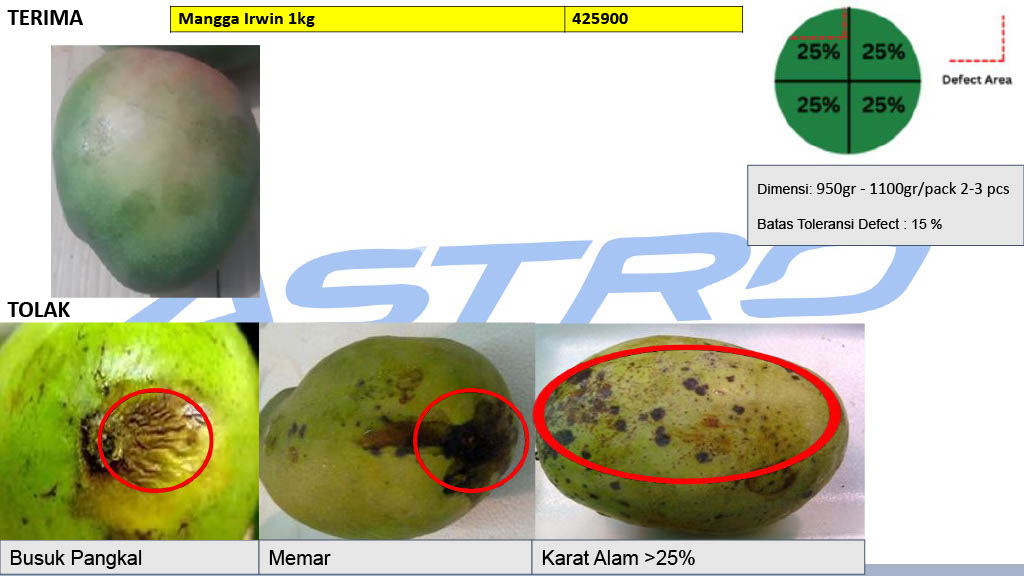 TERIMA
Mangga Irwin 1kg 425900
25% 25%
25% 25%
Defect Area
Dimensi: 950gr - 1100gr/pack 2-3 pcs
Batas Toleransi Defect : 15 %
ASTRO
TOLAK
Busuk Pangkal
Memar
Karat Alam >25%